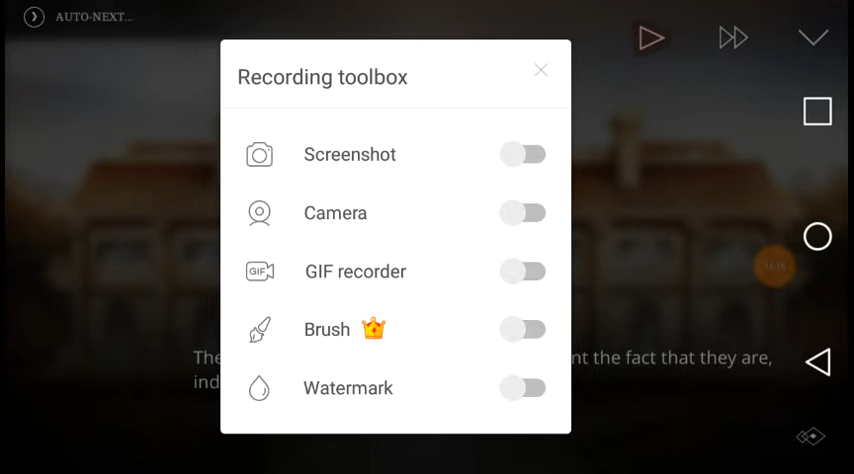 AUTO-NEXT...
Recording toolbox
Screenshot
Camera
GIF GIF recorder
Brush
Watermark
The nt the fact that they are,
ind